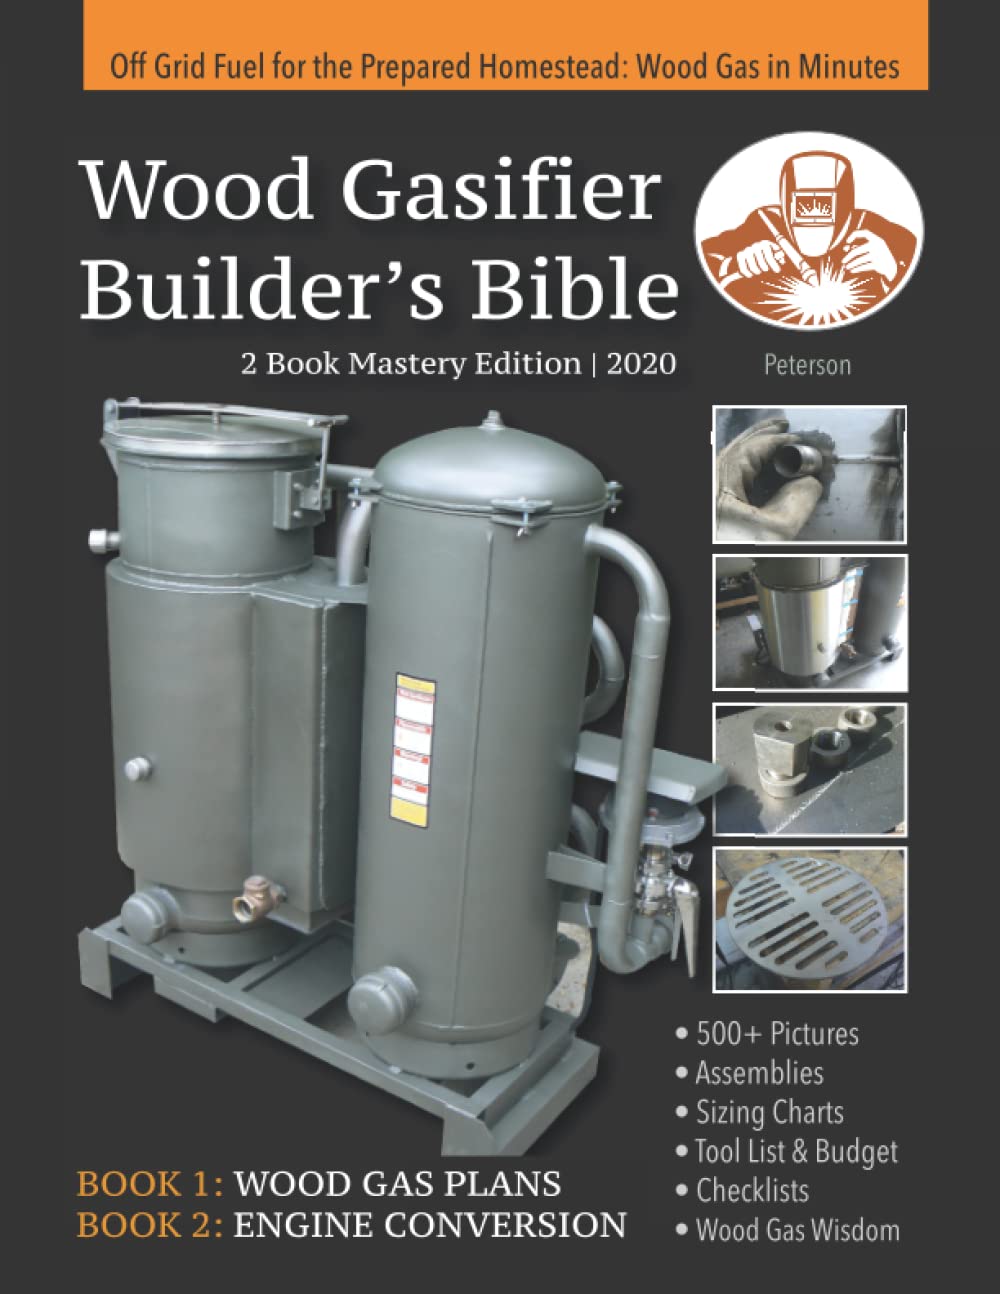 Off Grid Fuel for the Prepared Homestead: Wood Gas in Minutes
Wood Gasifier
Builder’s Bible
2 Book Mastery Edition | 2020
Peterson
• 500+ Pictures
• Assemblies
• Sizing Charts
• Tool List & Budget
• Checklists
• Wood Gas Wisdom
BOOK 1: WOOD GAS PLANS
BOOK 2: ENGINE CONVERSION